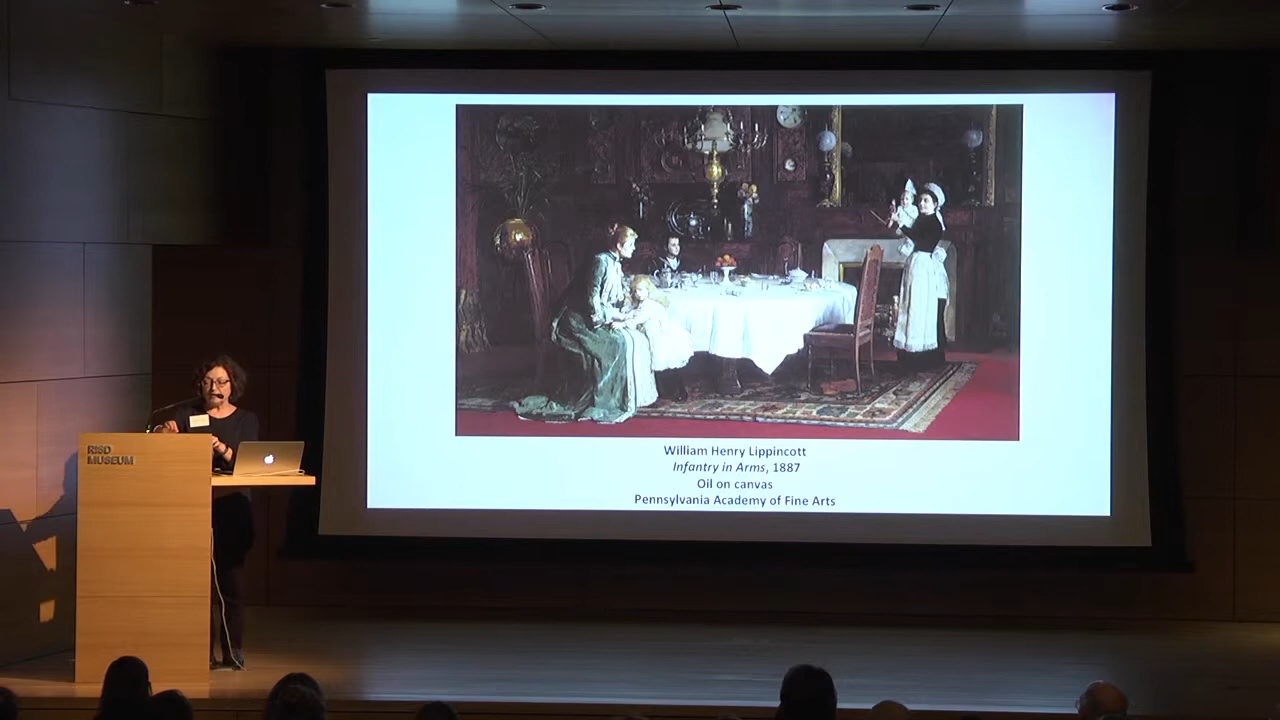 William Henry Lippincott
Infantry in Arms, 1887
Oil on canvas
Pennsylvania Academy of Fine Arts
RISD
MUSEUM